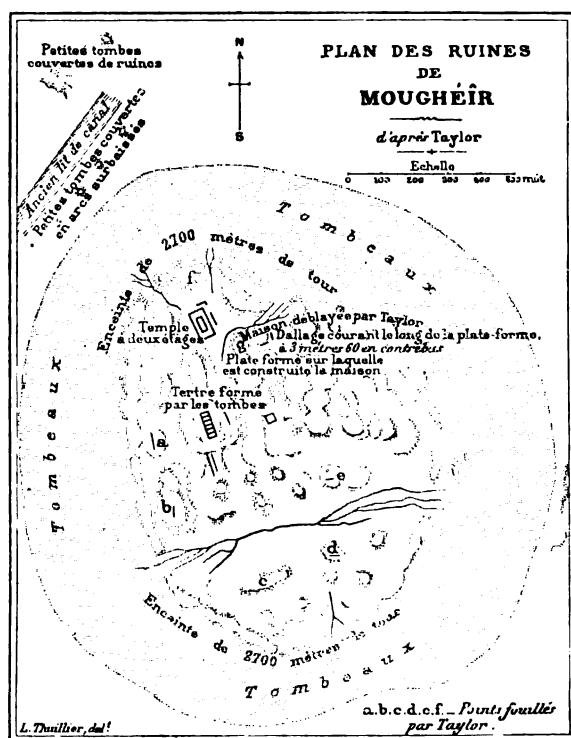 Petites tombes
couvertes de ruines
N
S
PLAN DES RUINES
DE
MOUGHÉÏR
d'après Taylor
Echelle
0 100 200 300 400 500 mèt
Ancien lit de canal
Petites tombes couvertes
en arcs surbaissés
Tombeaux
Enceinte de 2700 mètres de tour
f
Temple
à deux étages
Maison déblayée par Taylor
Dallage courant le long de la plate-forme,
à 3 mètres 60 en contrebas
Plate forme sur laquelle
est construite la maison
Tertre formé
par les tombes
Tombeaux
a
e
b
d
c
Enceinte de 2700 mètres de tour
Tombeaux
a.b.c.d.e.f._ Points fouillés
par Taylor.
L. Thuillier, delt